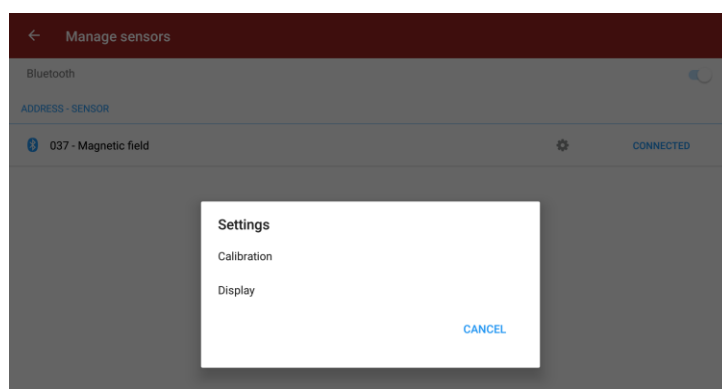 Manage sensors
Bluetooth
ADDRESS - SENSOR
037 - Magnetic field CONNECTED
Settings
Calibration
Display
CANCEL